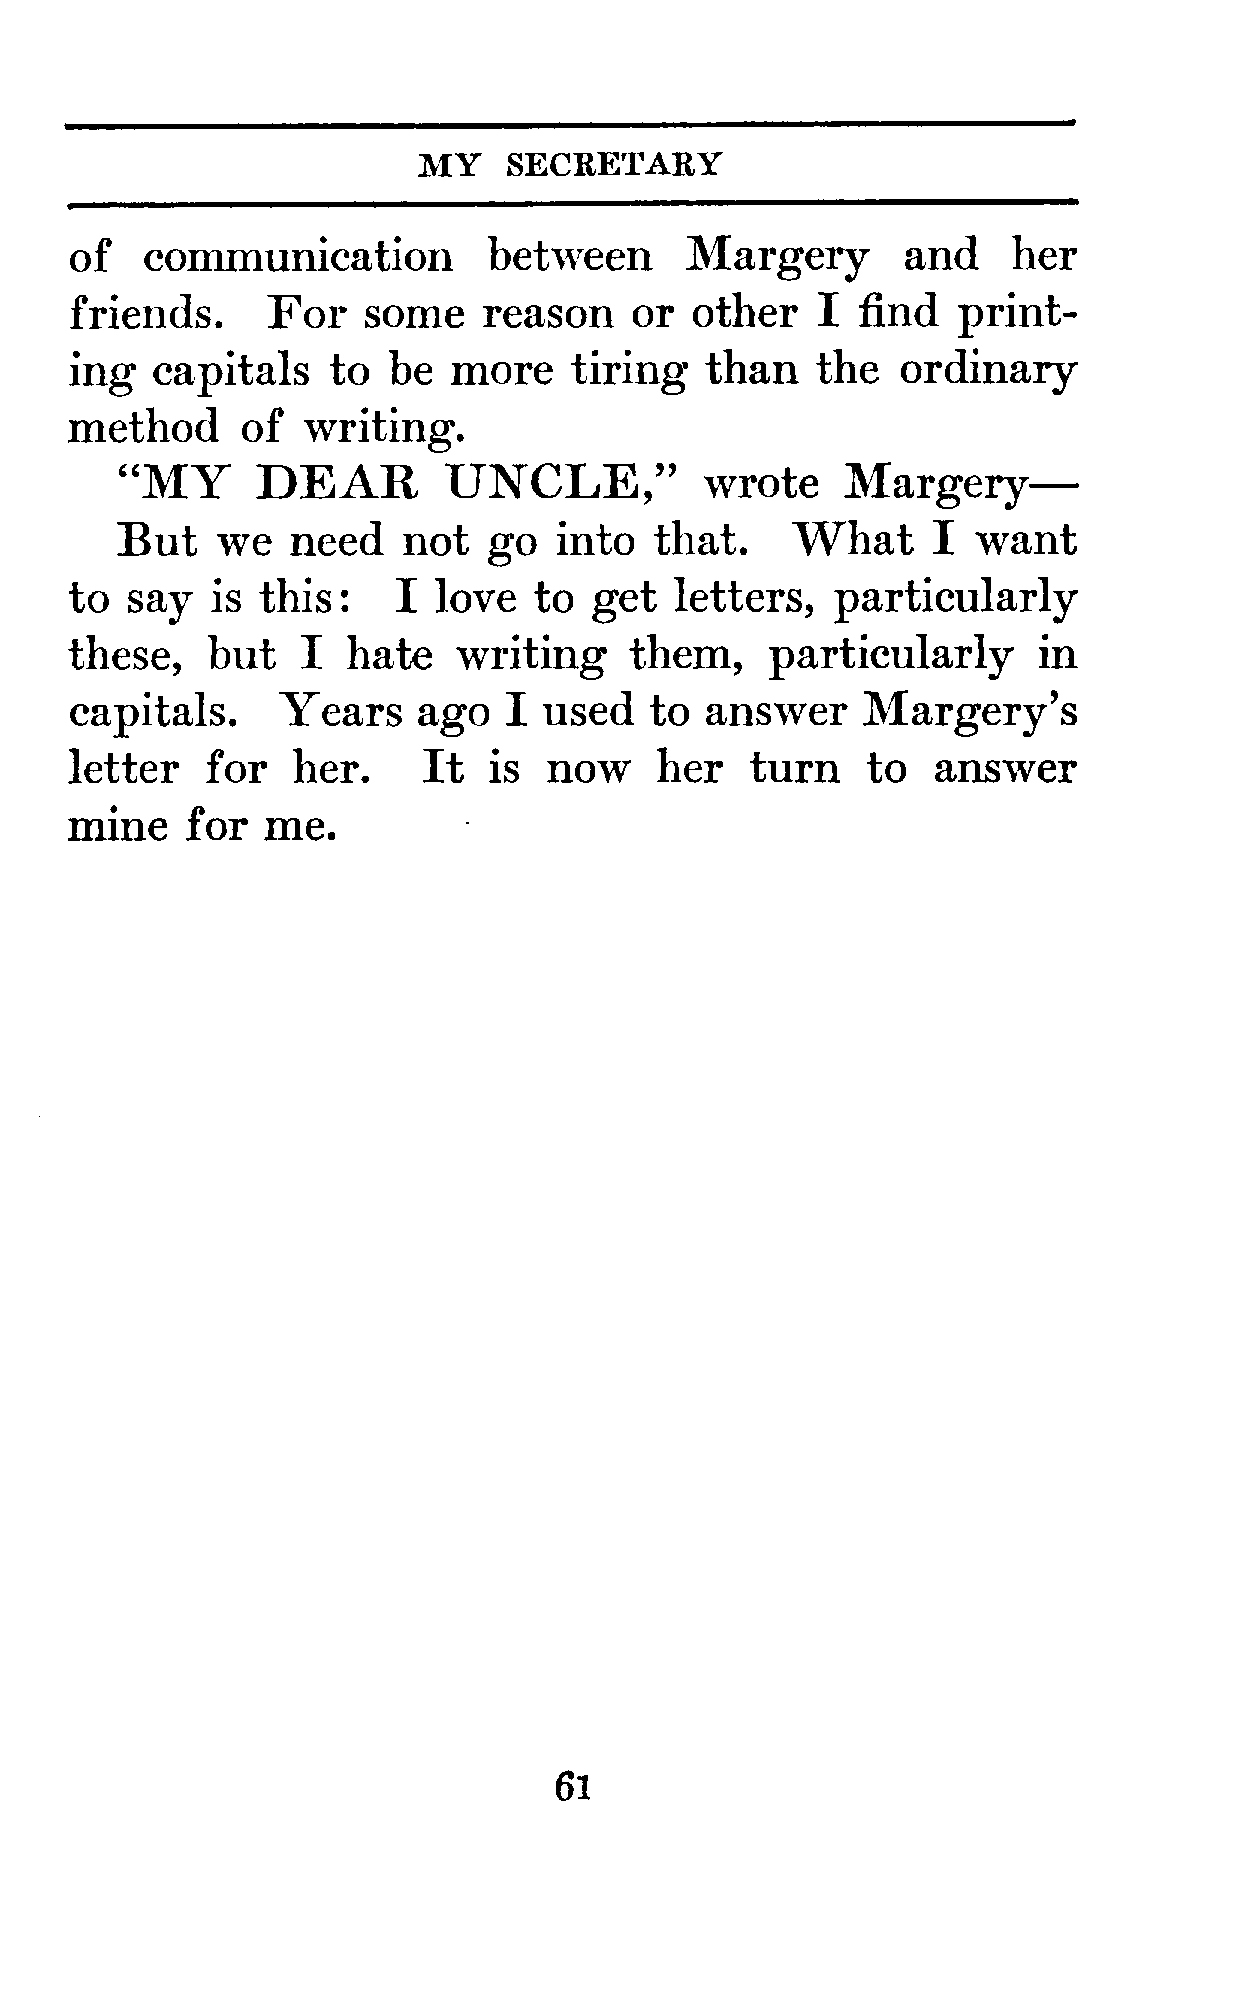 MY SECRETARY
of communication between Margery and her
friends. For some reason or other I find print-
ing capitals to be more tiring than the ordinary
method of writing.
“MY DEAR UNCLE,” wrote Margery—
But we need not go into that. What I want
to say is this: I love to get letters, particularly
these, but I hate writing them, particularly in
capitals. Years ago I used to answer Margery’s
letter for her. It is now her turn to answer
mine for me.
61